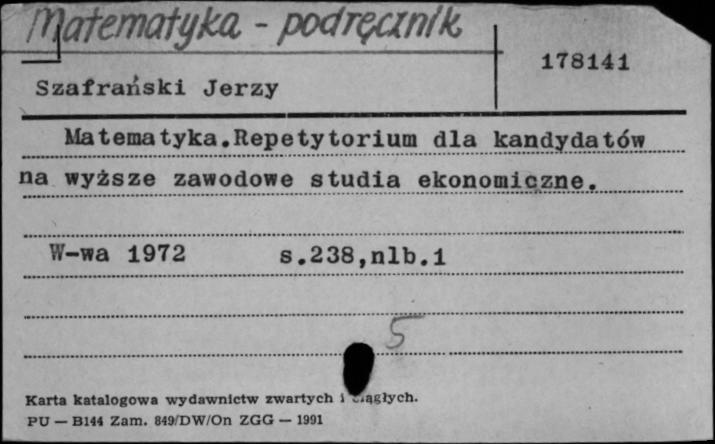 Matematyka - podręcznik
178141
Szafrański Jerzy
Matematyka.Repetytorium dla kandydatów
na wyższe zawodowe studia ekonomiczne.
W-wa 1972 s.238,nlb.1
5
Karta katalogowa wydawnictw zwartych i ciągłych.
PU — B144 Zam. 849/DW/On ZGG — 1991